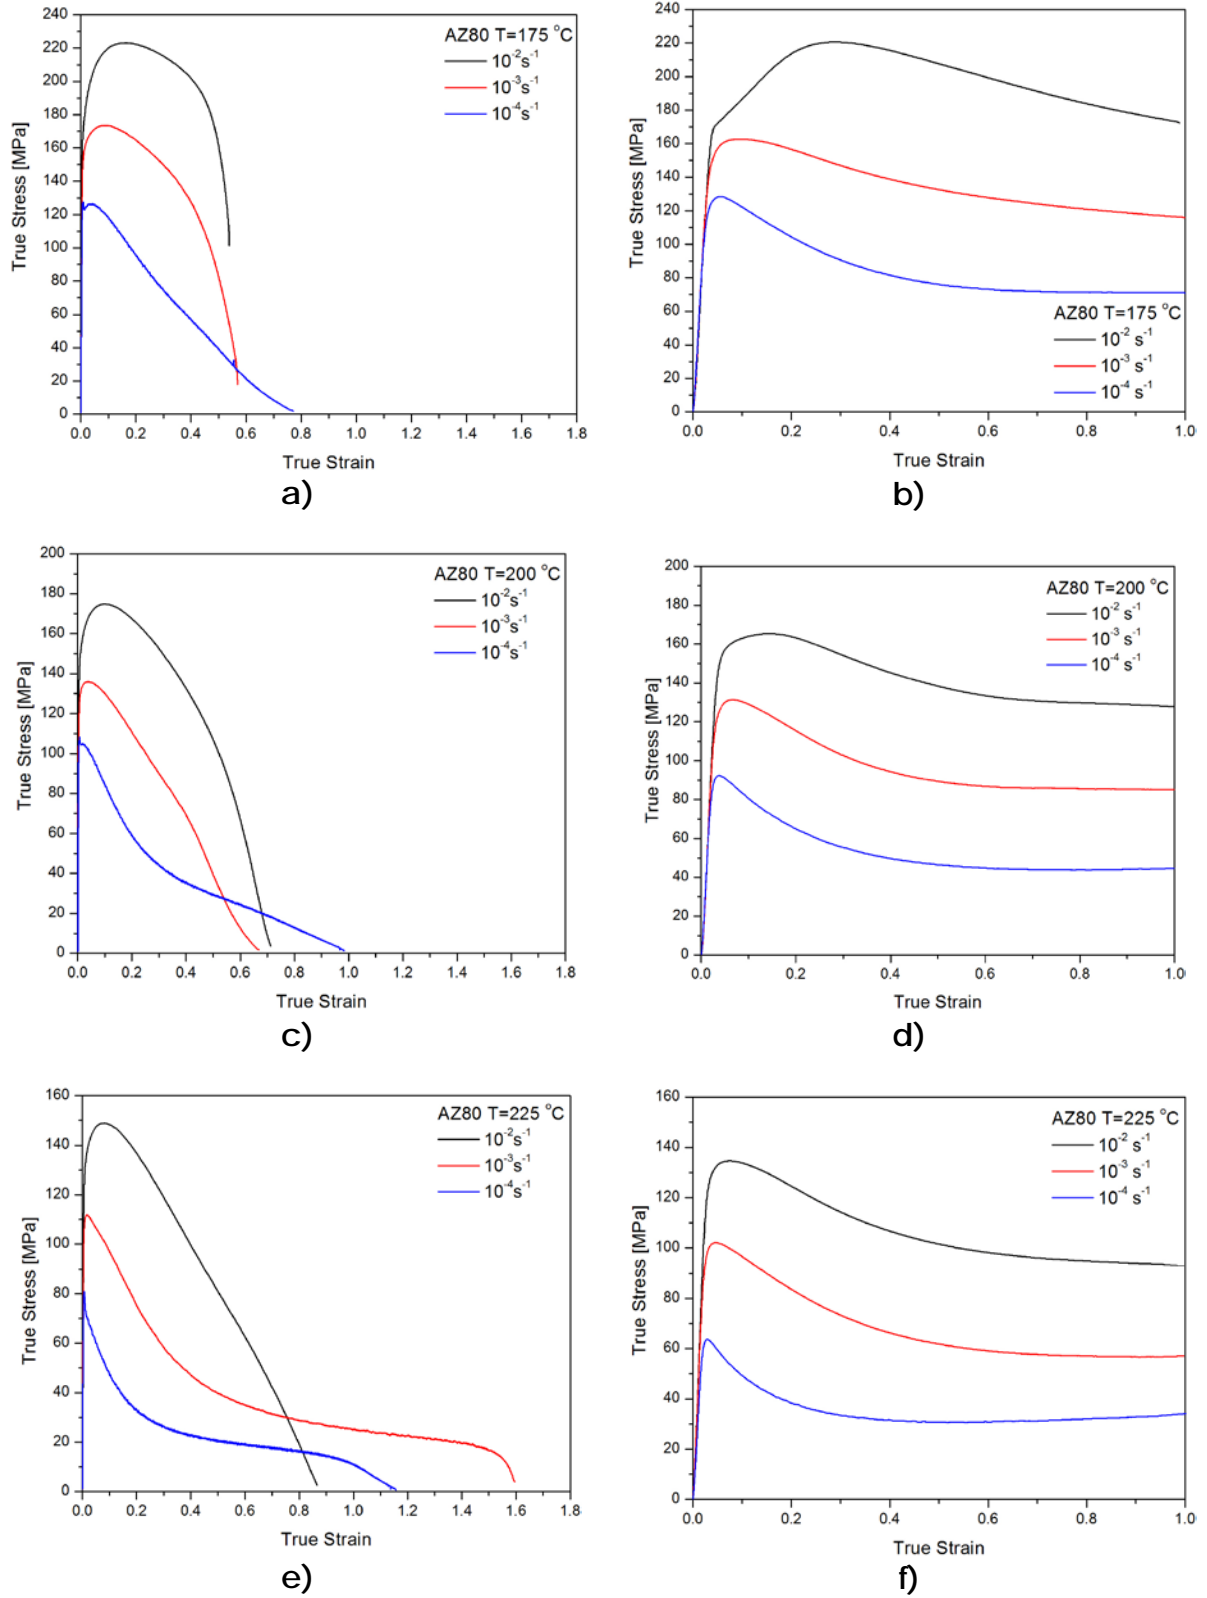 AZ80 T=175 °C
10⁻²s⁻¹
10⁻³s⁻¹
10⁻⁴s⁻¹
True Stress [MPa]
240
220
200
180
160
140
120
100
80
60
40
20
0
0.0 0.2 0.4 0.6 0.8 1.0 1.2 1.4 1.6 1.8
True Strain
a)
AZ80 T=175 °C
10⁻² s⁻¹
10⁻³ s⁻¹
10⁻⁴ s⁻¹
True Stress [MPa]
240
220
200
180
160
140
120
100
80
60
40
20
0
0.0 0.2 0.4 0.6 0.8 1.0
True Strain
b)
AZ80 T=200 °C
10⁻²s⁻¹
10⁻³s⁻¹
10⁻⁴s⁻¹
True Stress [MPa]
200
180
160
140
120
100
80
60
40
20
0
0.0 0.2 0.4 0.6 0.8 1.0 1.2 1.4 1.6 1.8
True Strain
c)
AZ80 T=200 °C
10⁻² s⁻¹
10⁻³ s⁻¹
10⁻⁴ s⁻¹
True Stress [MPa]
200
180
160
140
120
100
80
60
40
20
0
0.0 0.2 0.4 0.6 0.8 1.0
True Strain
d)
AZ80 T=225 °C
10⁻²s⁻¹
10⁻³s⁻¹
10⁻⁴s⁻¹
True Stress [MPa]
160
140
120
100
80
60
40
20
0
0.0 0.2 0.4 0.6 0.8 1.0 1.2 1.4 1.6 1.8
True Strain
e)
AZ80 T=225 °C
10⁻² s⁻¹
10⁻³ s⁻¹
10⁻⁴ s⁻¹
True Stress [MPa]
160
140
120
100
80
60
40
20
0
0.0 0.2 0.4 0.6 0.8 1.0
True Strain
f)